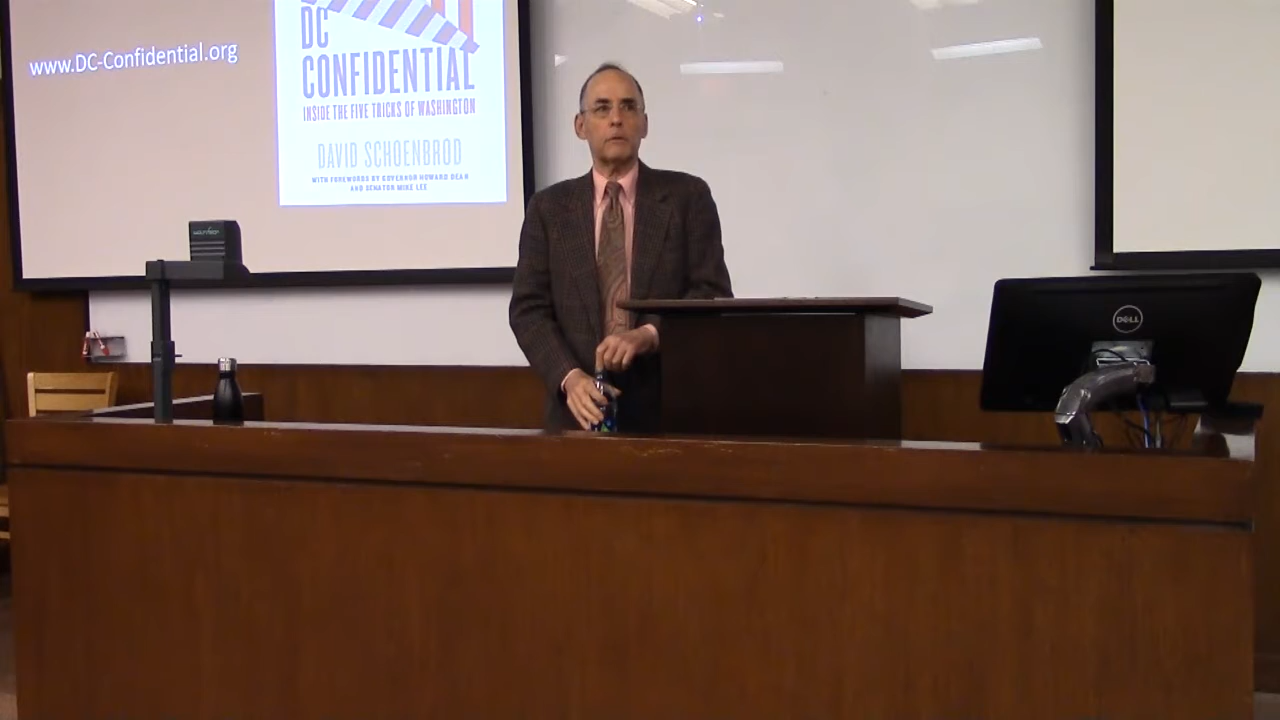 www.DC-Confidential.org
DC
CONFIDENTIAL
INSIDE THE FIVE TRICKS OF WASHINGTON
DAVID SCHOENBROD
WITH FOREWORDS BY GOVERNOR HOWARD DEAN
AND SENATOR MIKE LEE
DELL